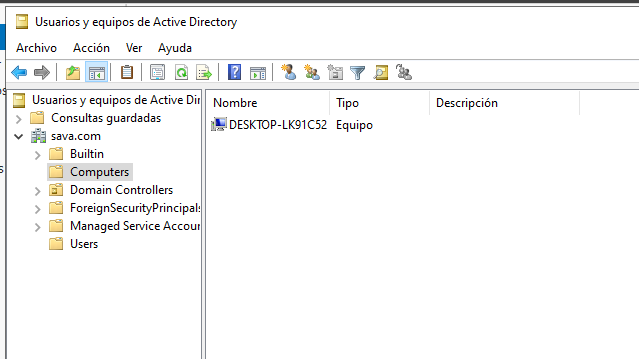 Usuarios y equipos de Active Directory
Archivo Acción Ver Ayuda
Usuarios y equipos de Active Dir
Consultas guardadas
sava.com
Builtin
Computers
Domain Controllers
ForeignSecurityPrincipals
Managed Service Accour
Users
Nombre Tipo Descripción
DESKTOP-LK91C52 Equipo